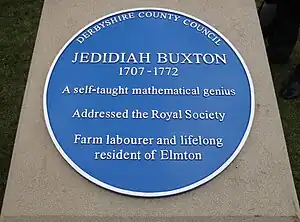 DERBYSHIRE COUNTY COUNCIL
JEDIDIAH BUXTON
1707-1772
A self-taught mathematical genius
Addressed the Royal Society
Farm labourer and lifelong
resident of Elmton